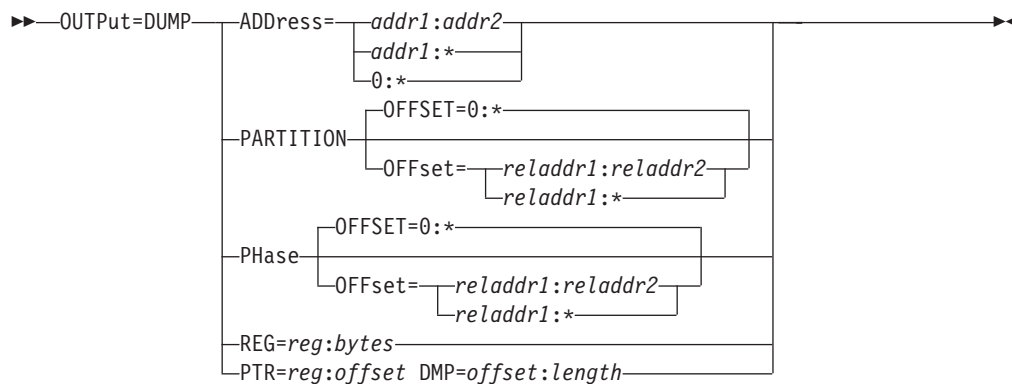 OUTPut=DUMP ADDress= addr1:addr2
addr1:*
0:*
OFFSET=0:*
PARTITION
OFFset= reladdr1:reladdr2
reladdr1:*
OFFSET=0:*
PHase
OFFset= reladdr1:reladdr2
reladdr1:*
REG=reg:bytes
PTR=reg:offset DMP=offset:length